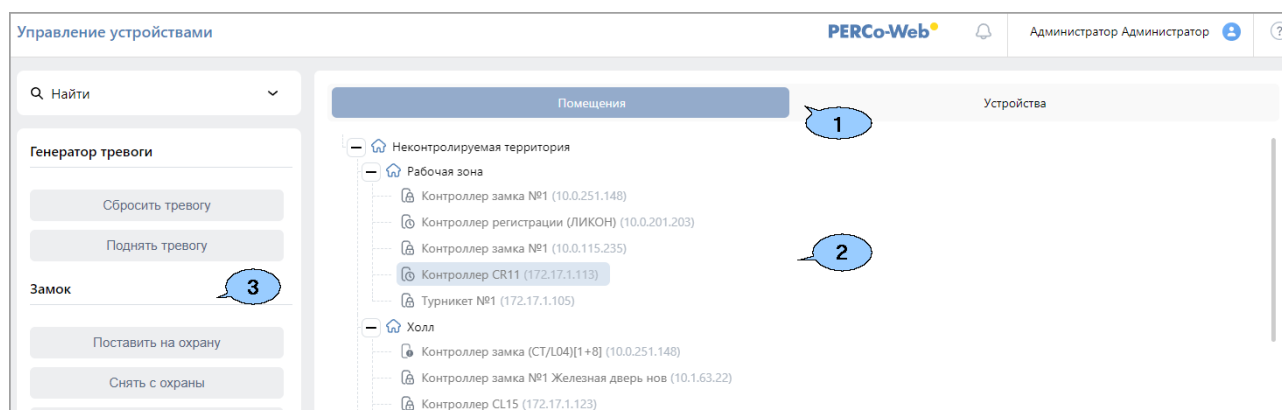 Управление устройствами
PERCo-Web
Администратор Администратор
?
Найти
Помещения
Устройства
1
Генератор тревоги
Сбросить тревогу
Поднять тревогу
Замок
3
Поставить на охрану
Снять с охраны
Неконтролируемая территория
Рабочая зона
Контроллер замка №1 (10.0.251.148)
Контроллер регистрации (ЛИКОН) (10.0.201.203)
Контроллер замка №1 (10.0.115.235)
2
Контроллер CR11 (172.17.1.113)
Турникет №1 (172.17.1.105)
Холл
Контроллер замка (CT/L04)[1+8] (10.0.251.148)
Контроллер замка №1 Железная дверь нов (10.1.63.22)
Контроллер CL15 (172.17.1.123)